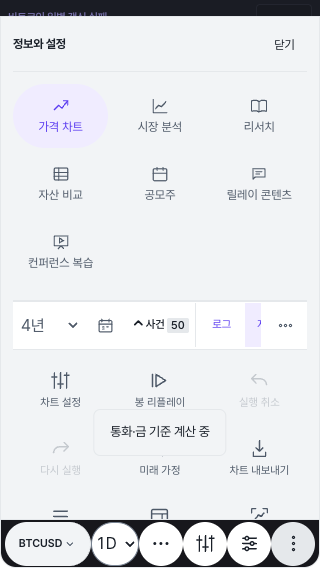 정보와 설정
닫기
가격 차트
시장 분석
리서치
자산 비교
공모주
릴레이 콘텐츠
컨퍼런스 복습
4년
사건 50
로그
차트 설정
봉 리플레이
실행 취소
통화·금 기준 계산 중
다시 실행
미래 가정
차트 내보내기
BTCUSD
1D